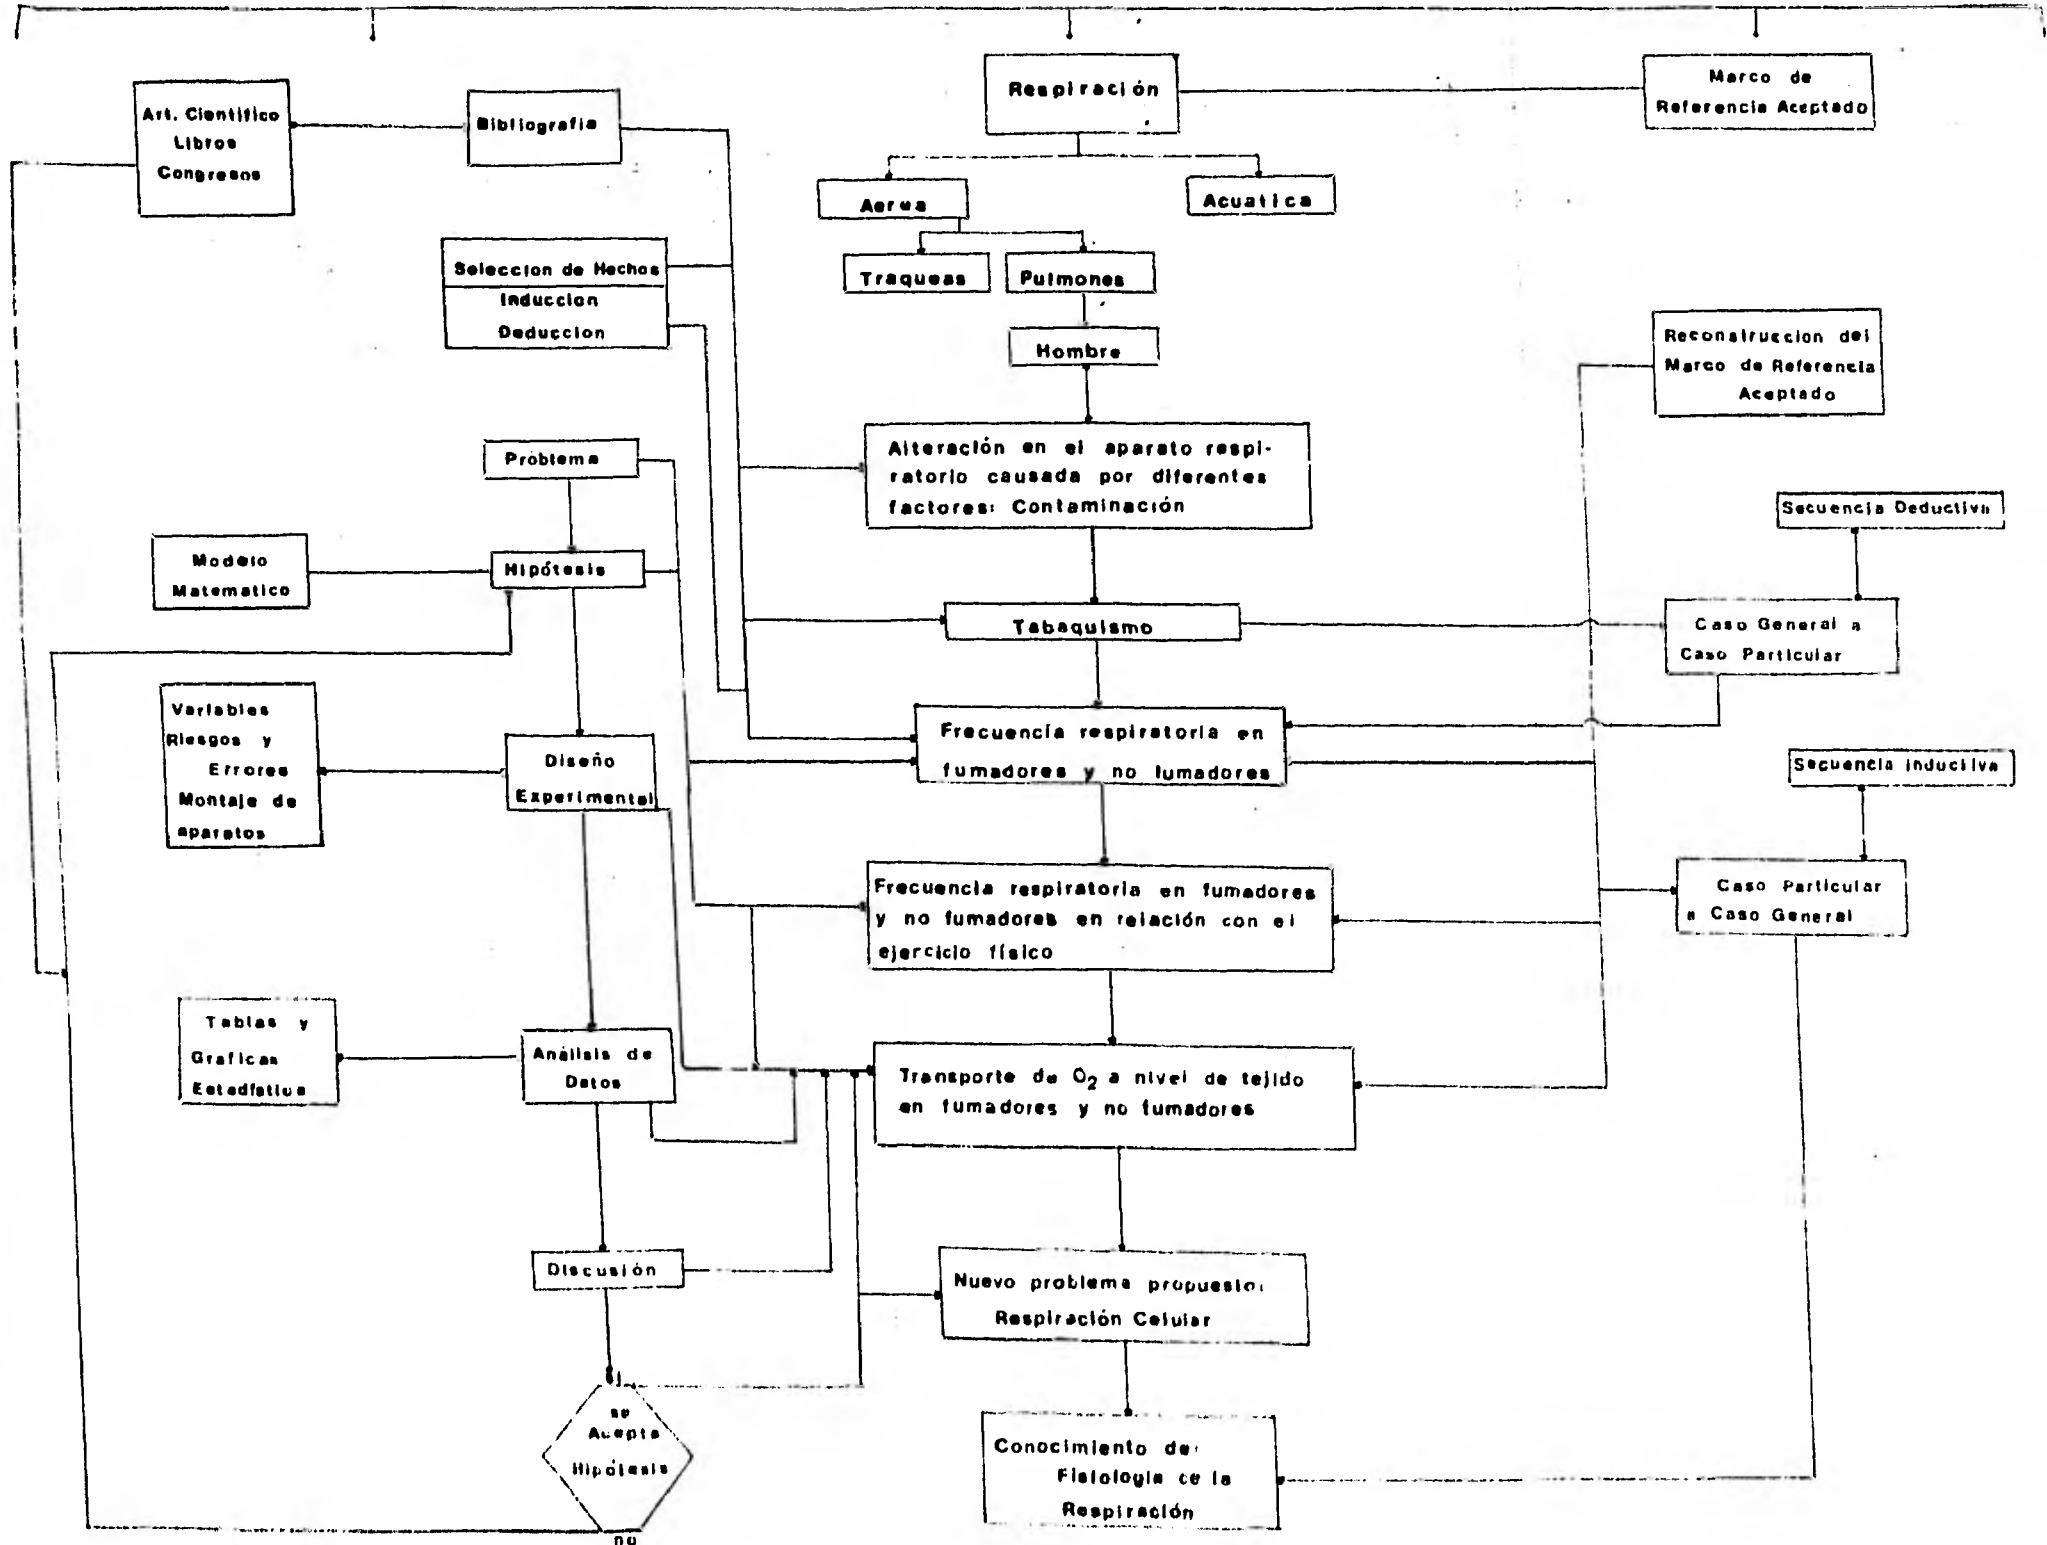 Art. Cientifico
Libros
Congresos
Bibliografia
Respiración
Marco de
Referencia Aceptado
Aerea
Acuatica
Traqueas
Pulmones
Hombre
Seleccion de Hechos
Induccion
Deduccion
Reconstruccion del
Marco de Referencia
Aceptado
Problema
Alteración en el aparato respi-
ratorio causada por diferentes
factores: Contaminación
Secuencia Deductiva
Modelo
Matematico
Hipótesis
Tabaquismo
Caso General a
Caso Particular
Variables
Riesgos y
Errores
Montaje de
aparatos
Diseño
Experimental
Frecuencia respiratoria en
fumadores y no fumadores
Secuencia Inductiva
Frecuencia respiratoria en fumadores
y no fumadores en relación con el
ejercicio físico
Caso Particular
a Caso General
Tablas y
Graficas
Estadística
Análisis de
Datos
Transporte de O2 a nivel de tejido
en fumadores y no fumadores
Discusión
Nuevo problema propuesto:
Respiración Celular
si
se
Acepta
Hipótesis
no
Conocimiento de:
Fisiología de la
Respiración